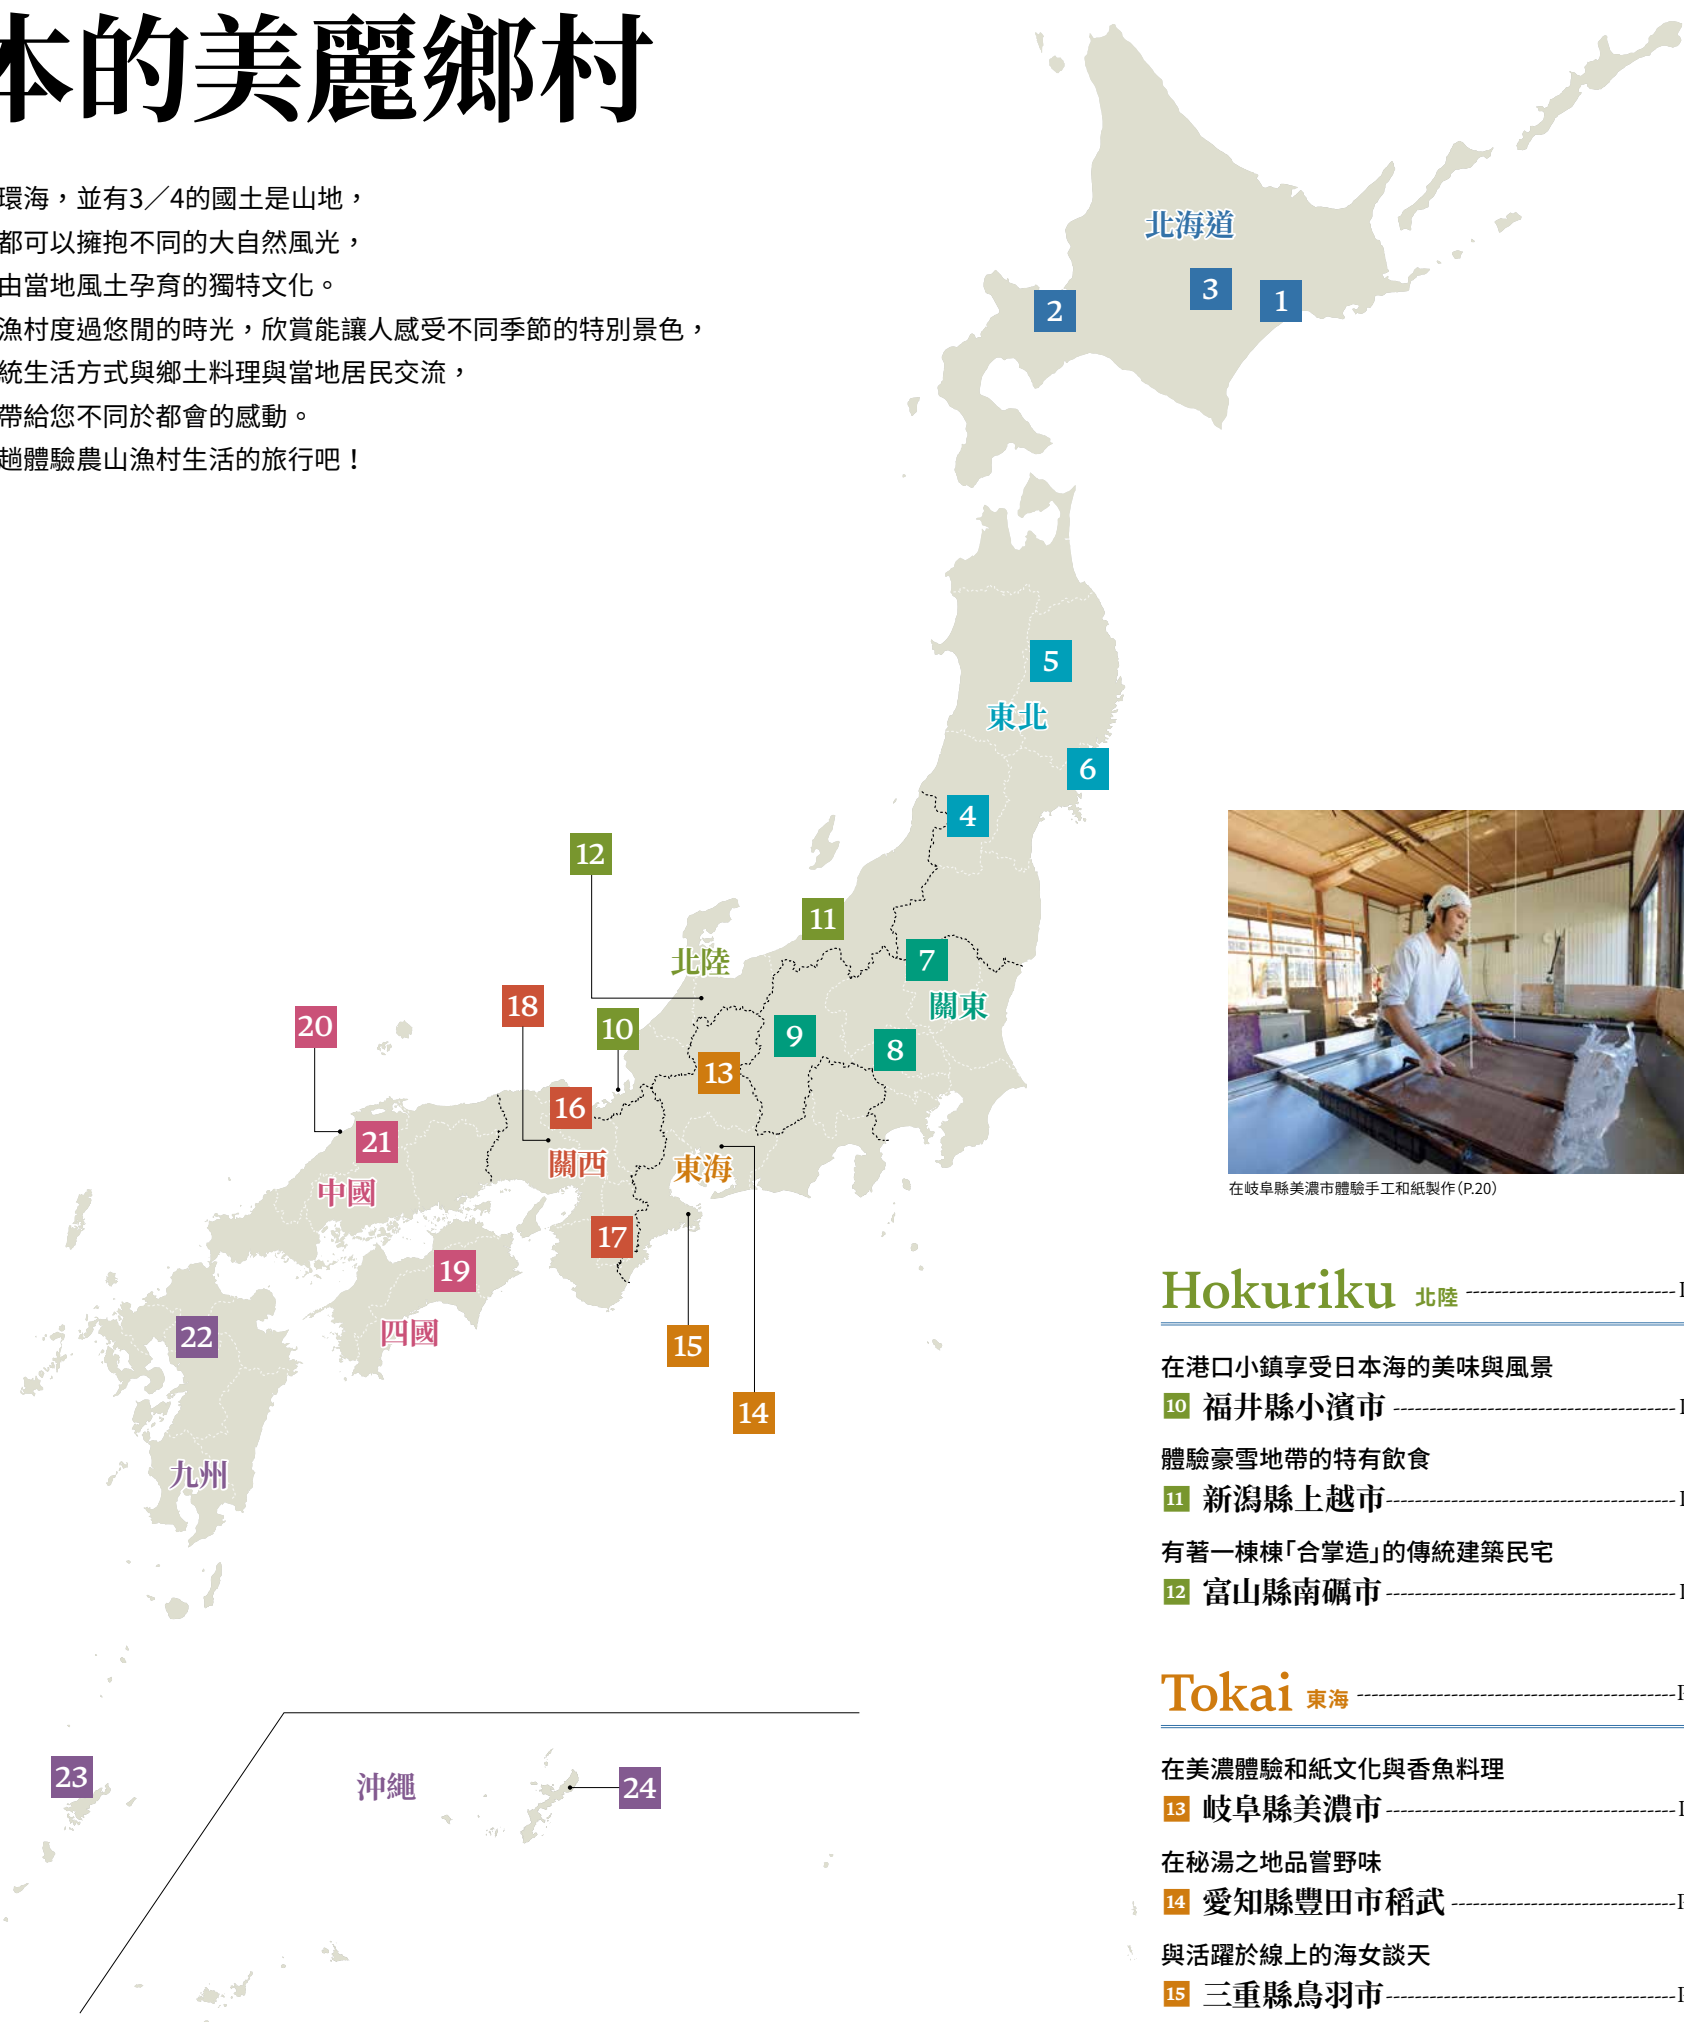 本的美麗鄉村
環海，並有3／4的國土是山地，
都可以擁抱不同的大自然風光，
由當地風土孕育的獨特文化。
漁村度過悠閒的時光，欣賞能讓人感受不同季節的特別景色，
統生活方式與鄉土料理與當地居民交流，
帶給您不同於都會的感動。
趟體驗農山漁村生活的旅行吧！
北海道
3
1
2
5
東北
6
4
12
11
北陸
7
關東
18
20
10
9
8
13
16
21
關西
東海
中國
17
19
22
四國
15
14
九州
23
沖繩
24
在岐阜縣美濃市體驗手工和紙製作（P.20）
Hokuriku 北陸
在港口小鎮享受日本海的美味與風景
10 福井縣小濱市
體驗豪雪地帶的特有飲食
11 新潟縣上越市
有著一棟棟「合掌造」的傳統建築民宅
12 富山縣南礪市
Tokai 東海
在美濃體驗和紙文化與香魚料理
13 岐阜縣美濃市
在秘湯之地品嘗野味
14 愛知縣豐田市稻武
與活躍於線上的海女談天
15 三重縣鳥羽市